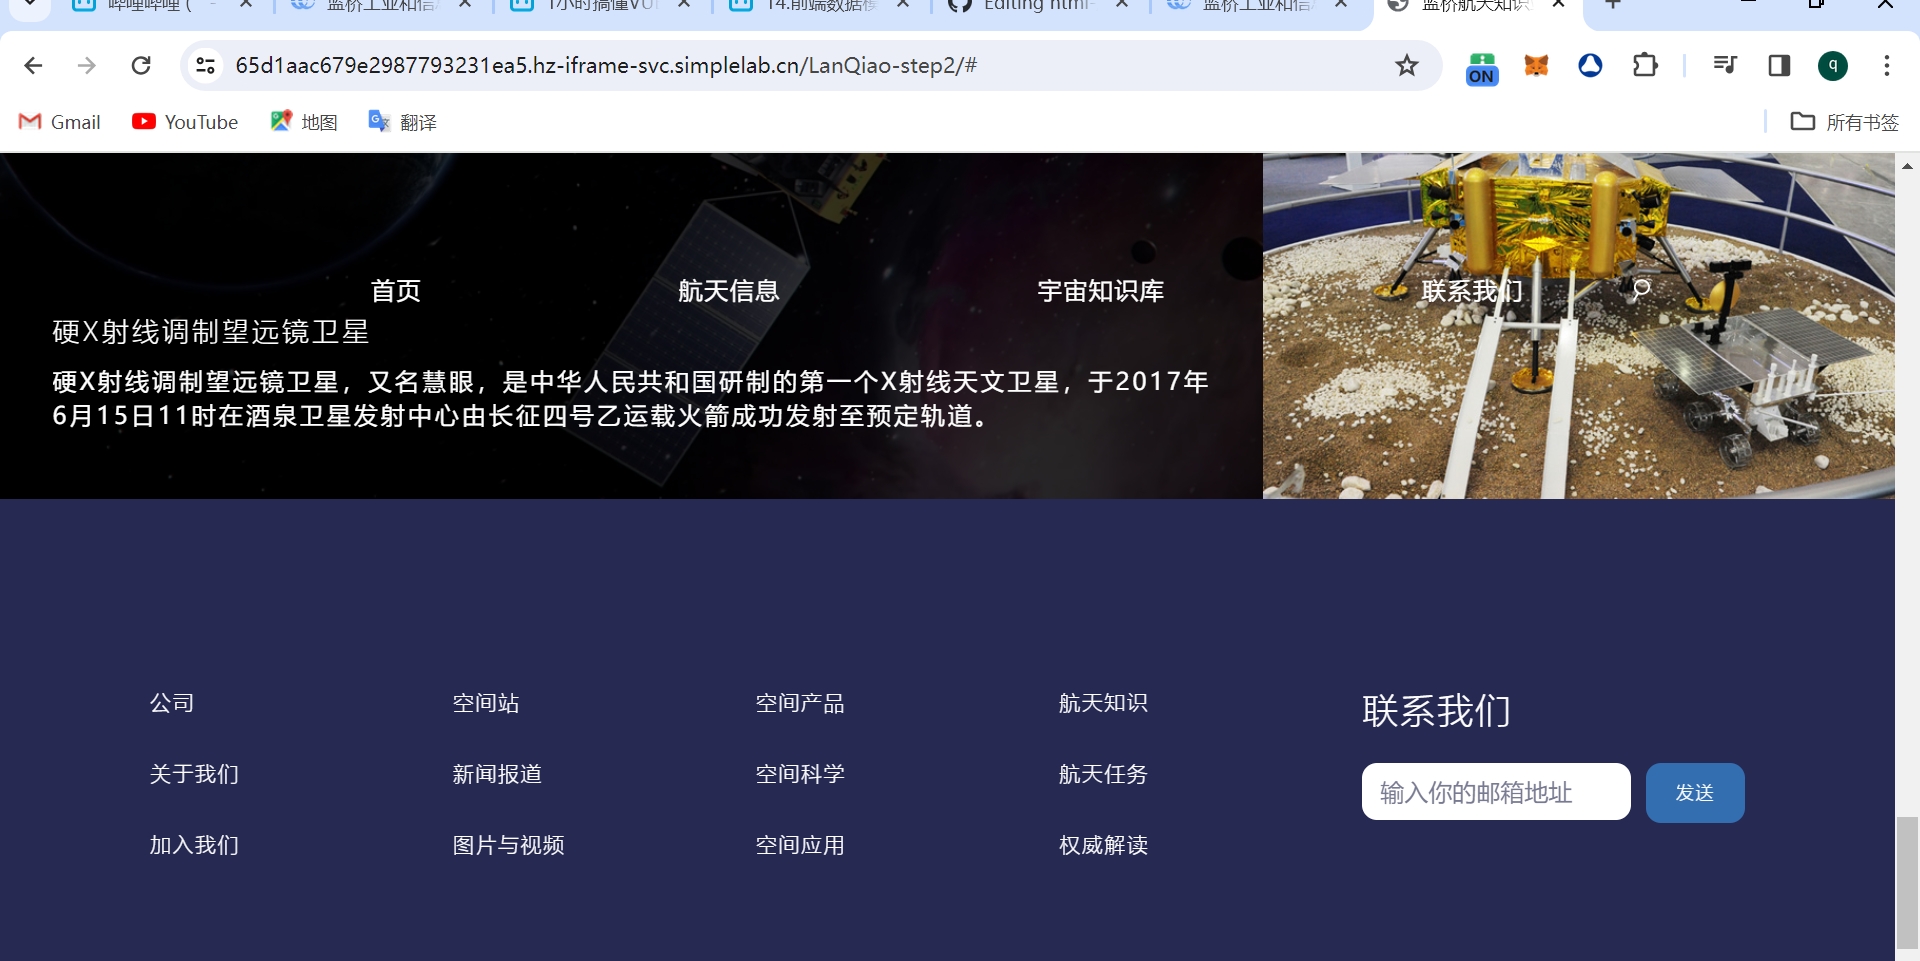 哔哩哔哩 (
蓝桥工业和信
1小时搞懂VU
14.前端数据模
Editing html-
蓝桥工业和信
蓝桥航天知识
65d1aac679e2987793231ea5.hz-iframe-svc.simplelab.cn/LanQiao-step2/#
ON
q
Gmail
YouTube
地图
翻译
所有书签
首页
航天信息
宇宙知识库
联系我们
硬X射线调制望远镜卫星
硬X射线调制望远镜卫星，又名慧眼，是中华人民共和国研制的第一个X射线天文卫星，于2017年
6月15日11时在酒泉卫星发射中心由长征四号乙运载火箭成功发射至预定轨道。
公司
空间站
空间产品
航天知识
联系我们
关于我们
新闻报道
空间科学
航天任务
输入你的邮箱地址
发送
加入我们
图片与视频
空间应用
权威解读